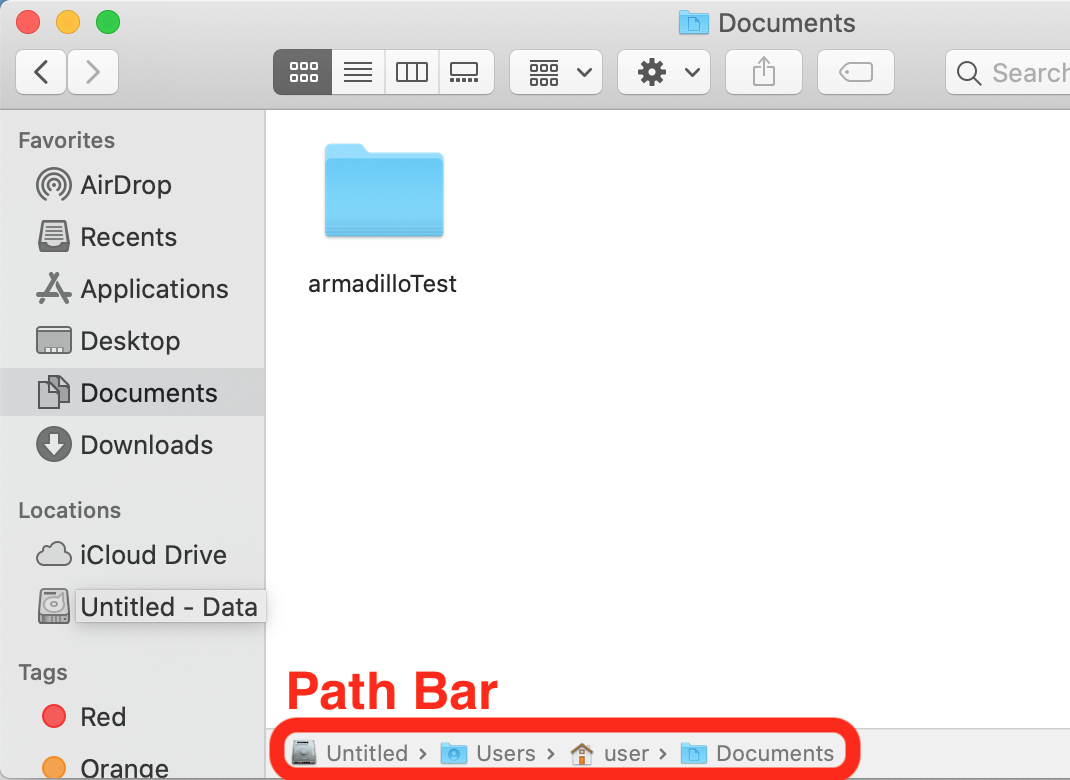 Documents
Search
Favorites
AirDrop
Recents
Applications
Desktop
Documents
Downloads
Locations
iCloud Drive
Untitled - Data
Tags
Red
Orange
armadilloTest
Path Bar
Untitled › Users › user › Documents